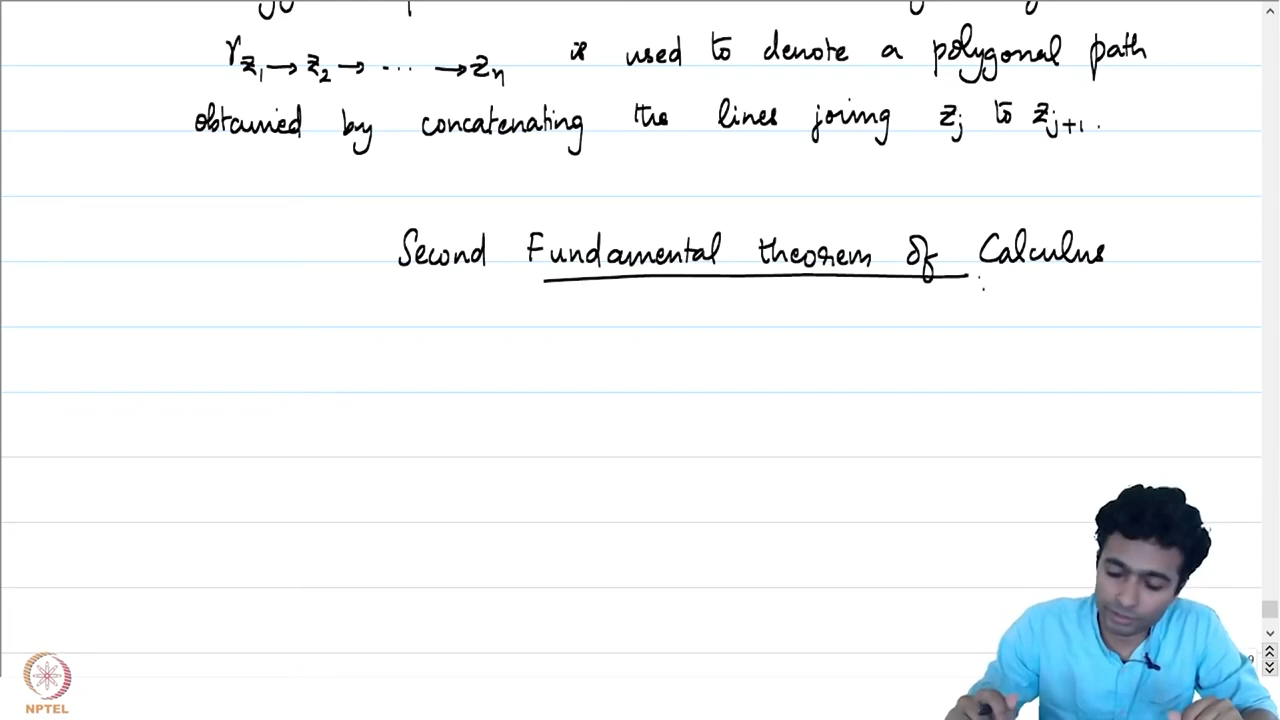 γ_{z_1 → z_2 → ··· → z_n} is used to denote a polygonal path
obtained by concatenating the lines joining z_j to z_{j+1}.
Second Fundamental theorem of Calculus
9
NPTEL